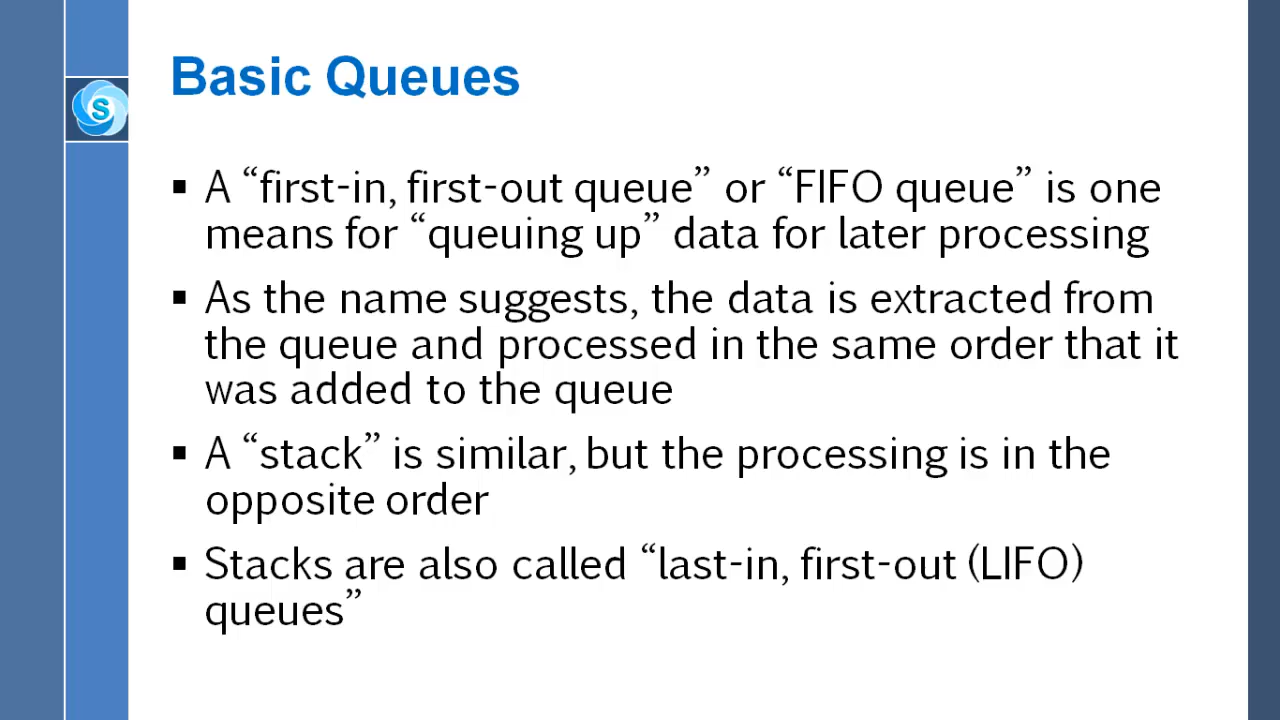 Basic Queues
S
▪ A “first-in, first-out queue” or “FIFO queue” is one
means for “queuing up” data for later processing
▪ As the name suggests, the data is extracted from
the queue and processed in the same order that it
was added to the queue
▪ A “stack” is similar, but the processing is in the
opposite order
▪ Stacks are also called “last-in, first-out (LIFO)
queues”